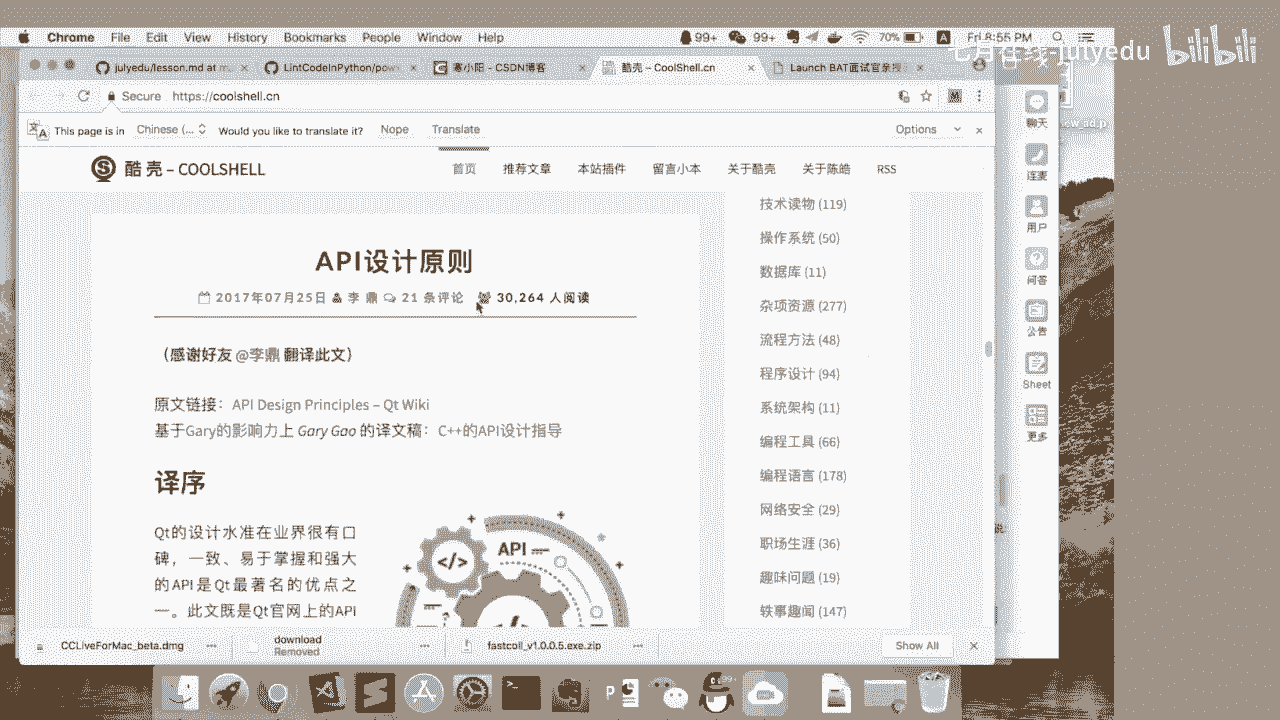 Chrome File Edit View History Bookmarks People Window Help 99+ 99+ 70% A Fri 8:55 PM
七月在线-julyedu bilibili
julyedu/lesson.md at m
LintCodeInPython/pow
寒小阳 - CSDN博客
酷壳 – CoolShell.cn
Launch BAT面试官亲授
Secure https://coolshell.cn
This page is in Chinese (... Would you like to translate it? Nope Translate Options
酷 壳 – COOLSHELL
首页 推荐文章 本站插件 留言小本 关于酷壳 关于陈皓 RSS
API设计原则
2017年07月25日 李 鼎 21 条评论 30,264 人阅读
（感谢好友 @李鼎 翻译此文）
原文链接：API Design Principles – Qt Wiki
基于Gary的影响力上 Gary Gao 的译文稿：C++的API设计指导
译序
Qt的设计水准在业界很有口
碑，一致、易于掌握和强大
的API是Qt最著名的优点之
一。此文既是Qt官网上的API
</> API
技术读物 (119)
操作系统 (50)
数据库 (11)
杂项资源 (277)
流程方法 (48)
程序设计 (94)
系统架构 (11)
编程工具 (66)
编程语言 (178)
网络安全 (29)
职场生涯 (36)
趣味问题 (19)
轶事趣闻 (147)
聊天
连麦
用户
问答
公告
Sheet
更多
CCLiveForMac_beta.dmg
download
Removed
fastcoll_v1.0.0.5.exe.zip
Show All